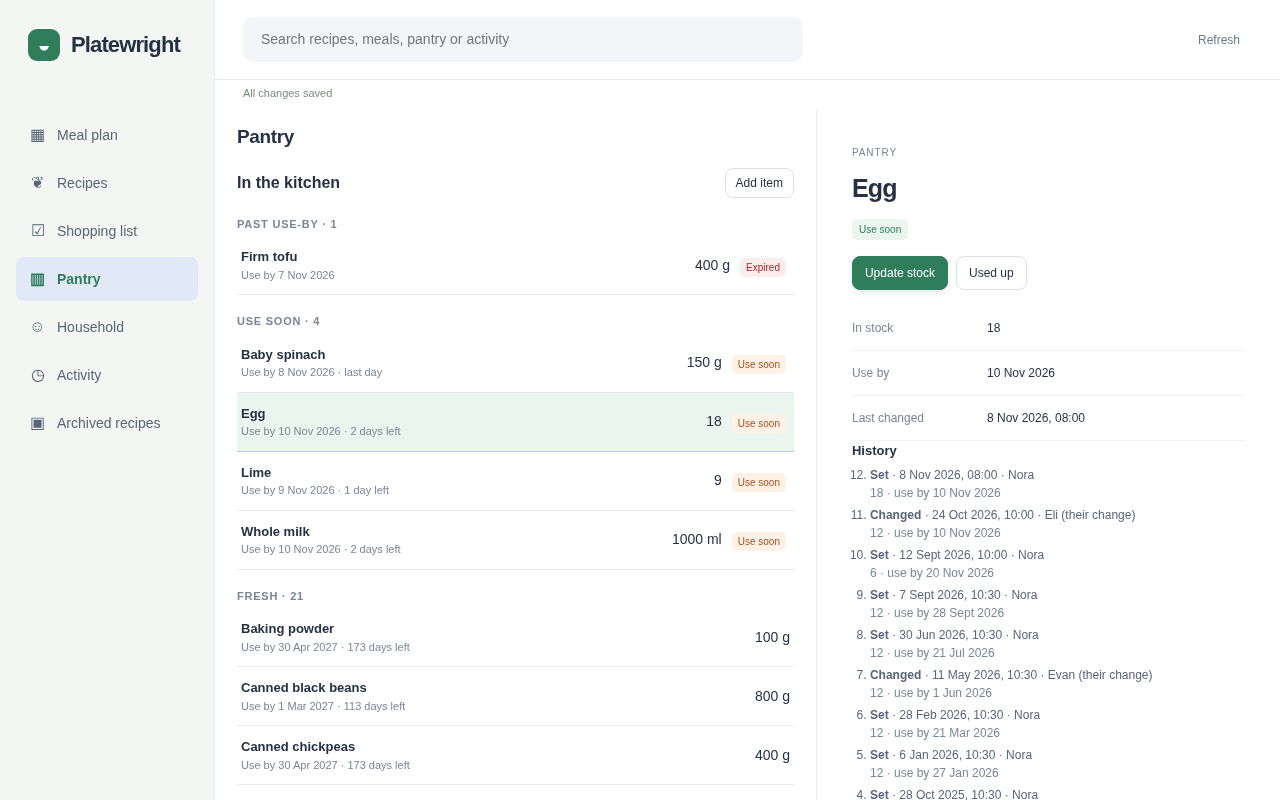 Platewright
Search recipes, meals, pantry or activity
Refresh
All changes saved
Meal plan
Recipes
Shopping list
Pantry
Household
Activity
Archived recipes
Pantry
In the kitchen
Add item
PAST USE-BY · 1
Firm tofu
Use by 7 Nov 2026
400 g Expired
USE SOON · 4
Baby spinach
Use by 8 Nov 2026 · last day
150 g Use soon
Egg
Use by 10 Nov 2026 · 2 days left
18 Use soon
Lime
Use by 9 Nov 2026 · 1 day left
9 Use soon
Whole milk
Use by 10 Nov 2026 · 2 days left
1000 ml Use soon
FRESH · 21
Baking powder
Use by 30 Apr 2027 · 173 days left
100 g
Canned black beans
Use by 1 Mar 2027 · 113 days left
800 g
Canned chickpeas
Use by 30 Apr 2027 · 173 days left
400 g
PANTRY
Egg
Use soon
Update stock
Used up
In stock 18
Use by 10 Nov 2026
Last changed 8 Nov 2026, 08:00
History
12. Set · 8 Nov 2026, 08:00 · Nora
18 · use by 10 Nov 2026
11. Changed · 24 Oct 2026, 10:00 · Eli (their change)
12 · use by 10 Nov 2026
10. Set · 12 Sept 2026, 10:00 · Nora
6 · use by 20 Nov 2026
9. Set · 7 Sept 2026, 10:30 · Nora
12 · use by 28 Sept 2026
8. Set · 30 Jun 2026, 10:30 · Nora
12 · use by 21 Jul 2026
7. Changed · 11 May 2026, 10:30 · Evan (their change)
12 · use by 1 Jun 2026
6. Set · 28 Feb 2026, 10:30 · Nora
12 · use by 21 Mar 2026
5. Set · 6 Jan 2026, 10:30 · Nora
12 · use by 27 Jan 2026
4. Set · 28 Oct 2025, 10:30 · Nora